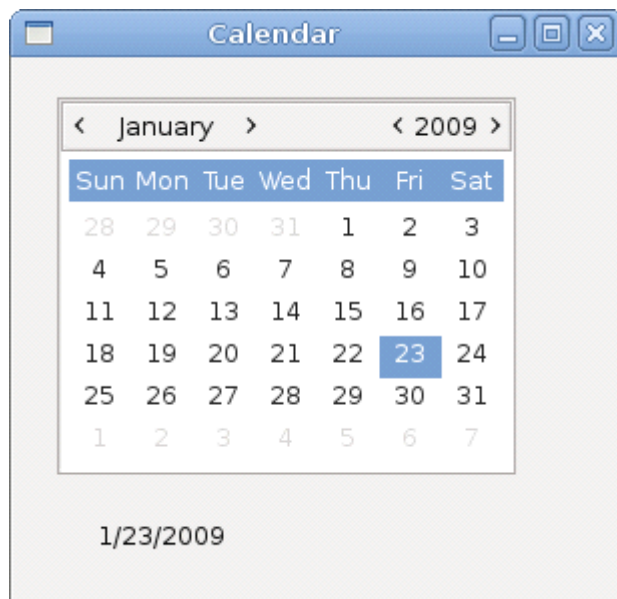 Calendar
< January > < 2009 >
Sun Mon Tue Wed Thu Fri Sat
28 29 30 31 1 2 3
4 5 6 7 8 9 10
11 12 13 14 15 16 17
18 19 20 21 22 23 24
25 26 27 28 29 30 31
1 2 3 4 5 6 7
1/23/2009